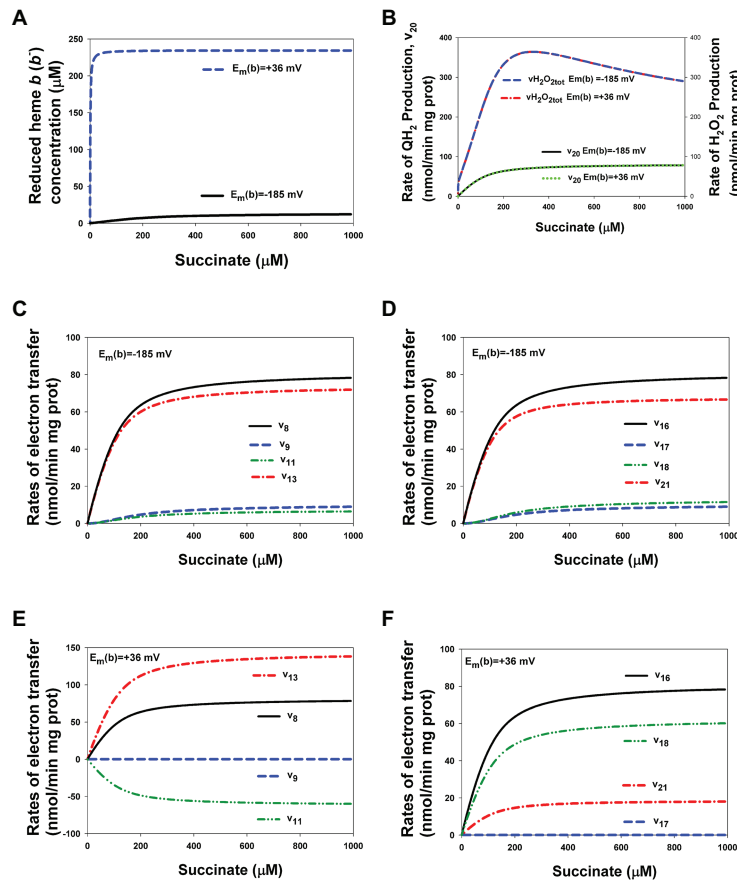 A
Reduced heme b (b-)
concentration (μM)
250
200
150
100
50
0
Em(b)=+36 mV
Em(b)=-185 mV
0 200 400 600 800 1000
Succinate (μM)
B
Rate of QH2 Production, v20
(nmol/min mg prot)
400
300
200
100
0
vH2O2tot Em(b)=-185 mV
vH2O2tot Em(b)=+36 mV
v20 Em(b)=-185 mV
v20 Em(b)=+36 mV
0 200 400 600 800 1000
Succinate (μM)
400
300
200
100
0
Rate of H2O2 Production
(pmol/min mg prot)
C
Rates of electron transfer
(nmol/min mg prot)
100
80
60
40
20
0
Em(b)=-185 mV
v8
v9
v11
v13
0 200 400 600 800 1000
Succinate (μM)
D
Rates of electron transfer
(nmol/min mg prot)
100
80
60
40
20
0
Em(b)=-185 mV
v16
v17
v18
v21
0 200 400 600 800 1000
Succinate (μM)
E
Rates of electron transfer
(nmol/min mg prot)
150
100
50
0
-50
-100
Em(b)=+36 mV
v13
v8
v9
v11
0 200 400 600 800 1000
Succinate (μM)
F
Rates of electron transfer
(nmol/min mg prot)
100
80
60
40
20
0
Em(b)=+36 mV
v16
v18
v21
v17
0 200 400 600 800 1000
Succinate (μM)